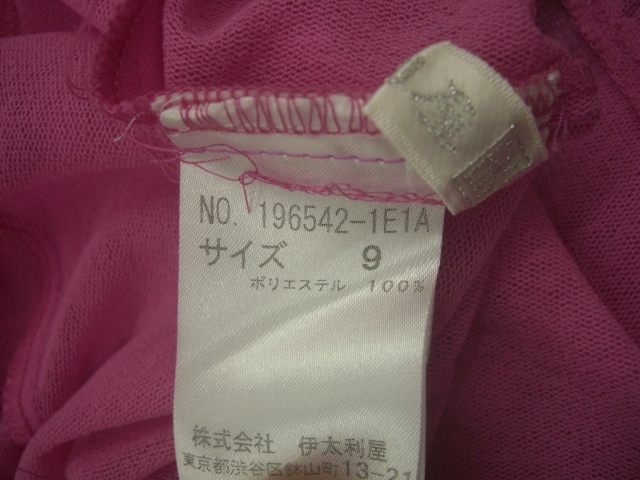 NO. 196542-1E1A
サイズ 9
ポリエステル 100%
株式会社 伊太利屋
東京都渋谷区鉢山町13-21